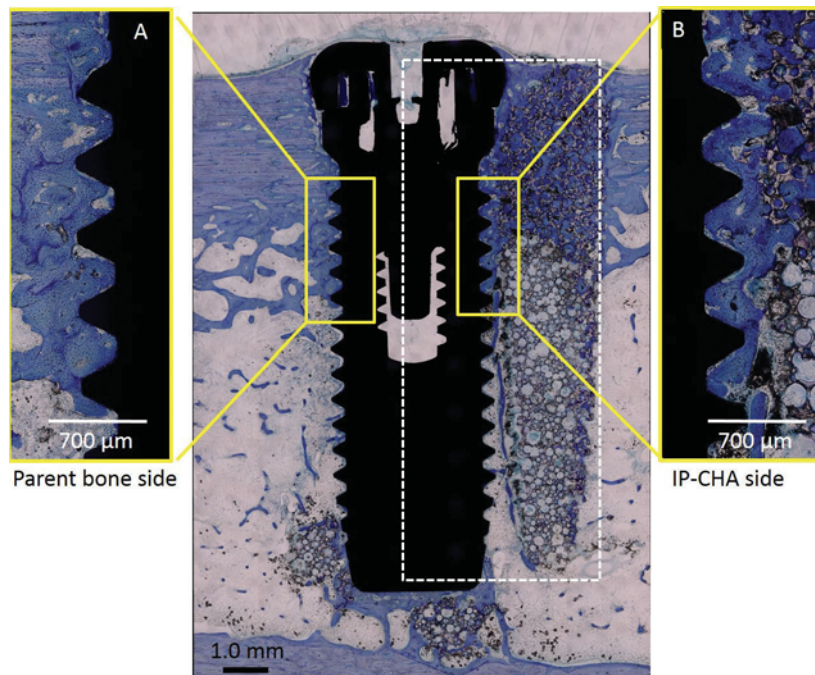 A
B
700 μm
700 μm
Parent bone side
IP-CHA side
1.0 mm